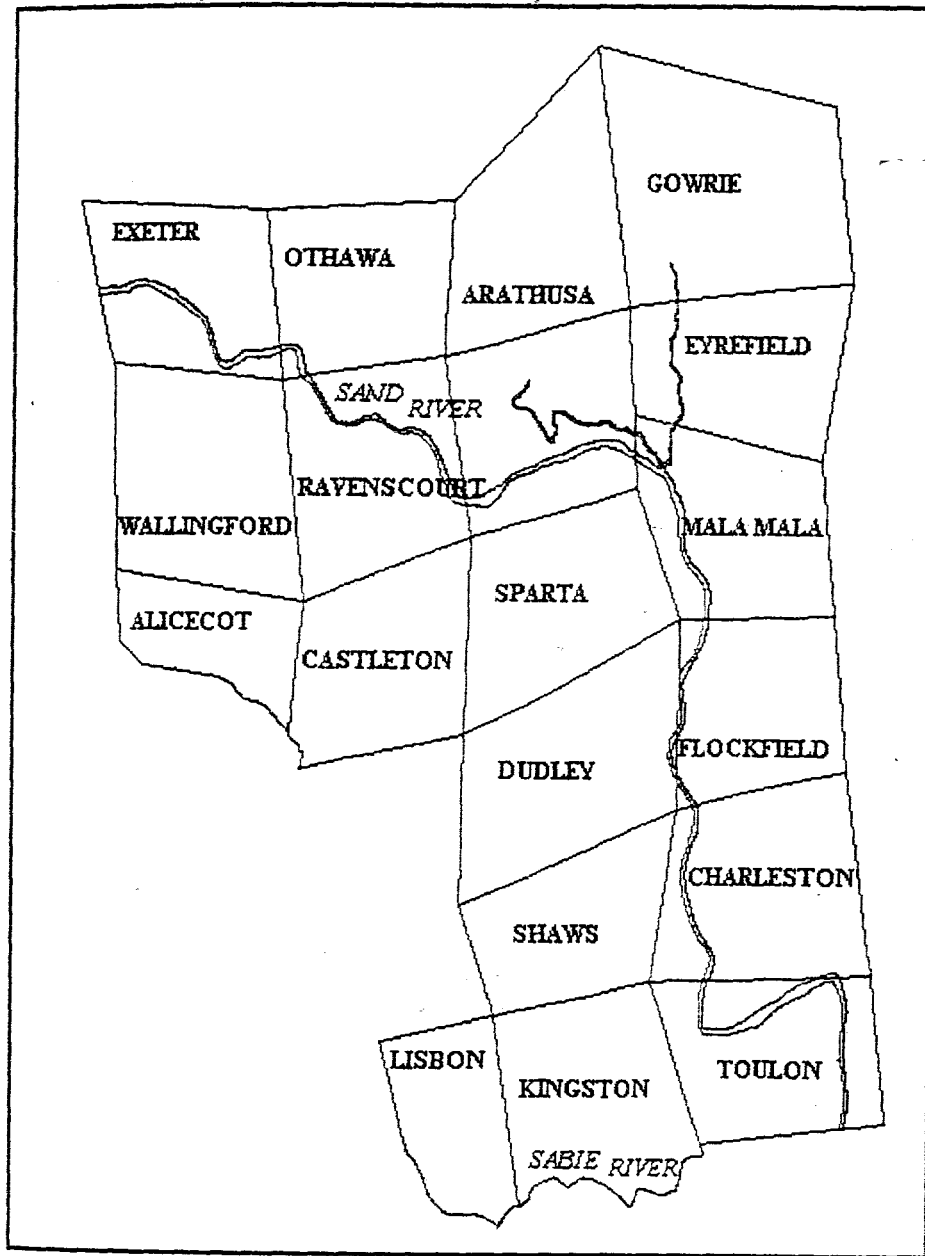 GOWRIE
EXETER
OTHAWA
ARATHUSA
EYREFIELD
SAND RIVER
RAVENSCOURT
WALLINGFORD
MALA MALA
SPARTA
ALICECOT
CASTLETON
FLOCKFIELD
DUDLEY
CHARLESTON
SHAWS
LISBON
TOULON
KINGSTON
SABIE RIVER